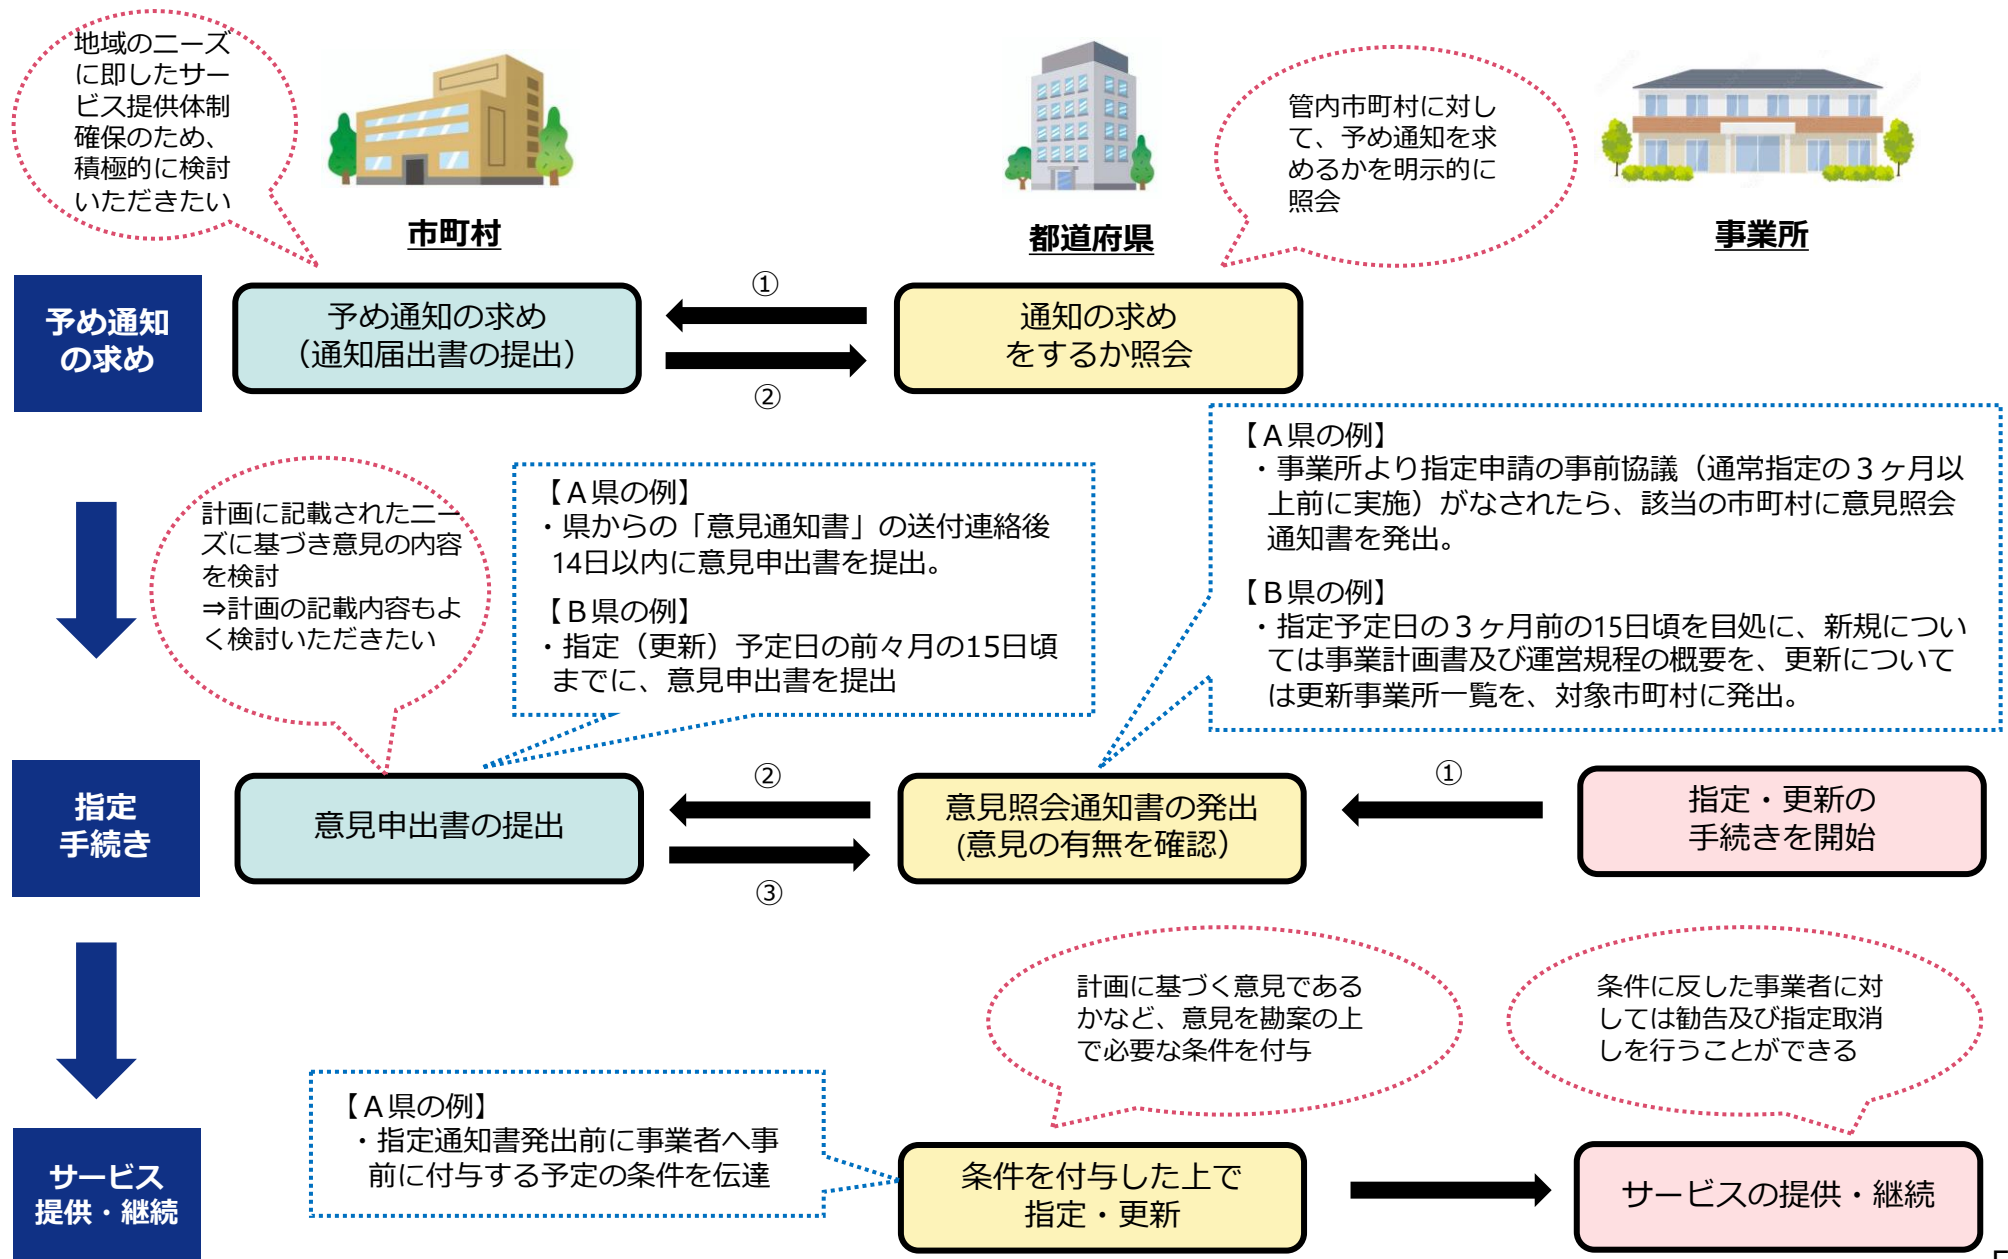 地域のニーズ
に即したサー
ビス提供体制
確保のため、
積極的に検討
いただきたい
市町村
都道府県
管内市町村に対し
て、予め通知を求
めるかを明示的に
照会
事業所
予め通知
の求め
予め通知の求め
（通知届出書の提出）
①
②
通知の求め
をするか照会
計画に記載されたニー
ズに基づき意見の内容
を検討
⇒計画の記載内容もよ
く検討いただきたい
【Ａ県の例】
・県からの「意見通知書」の送付連絡後
14日以内に意見申出書を提出。
【Ｂ県の例】
・指定（更新）予定日の前々月の15日頃
までに、意見申出書を提出
【Ａ県の例】
・事業所より指定申請の事前協議（通常指定の３ヶ月以
上前に実施）がなされたら、該当の市町村に意見照会
通知書を発出。
【Ｂ県の例】
・指定予定日の３ヶ月前の15日頃を目処に、新規につい
ては事業計画書及び運営規程の概要を、更新について
は更新事業所一覧を、対象市町村に発出。
指定
手続き
意見申出書の提出
②
③
意見照会通知書の発出
(意見の有無を確認）
①
指定・更新の
手続きを開始
計画に基づく意見である
かなど、意見を勘案の上
で必要な条件を付与
条件に反した事業者に対
しては勧告及び指定取消
しを行うことができる
【Ａ県の例】
・指定通知書発出前に事業者へ事
前に付与する予定の条件を伝達
サービス
提供・継続
条件を付与した上で
指定・更新
サービスの提供・継続